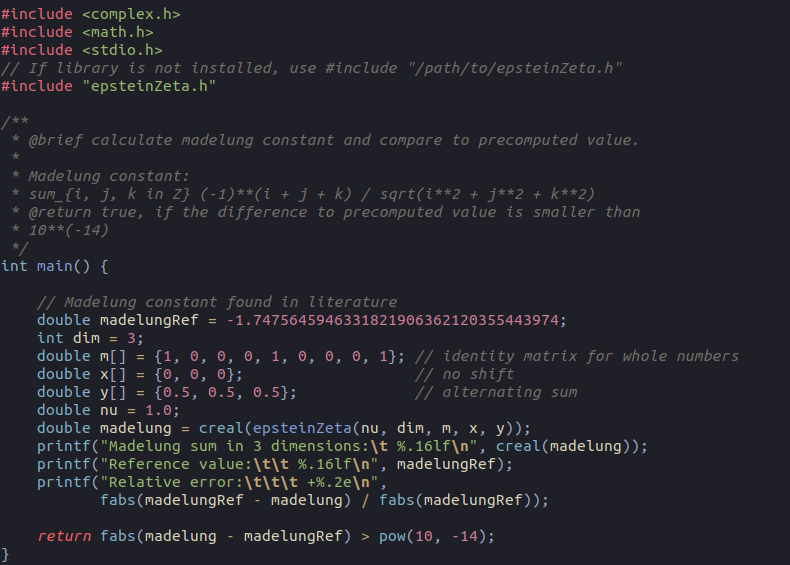 #include <complex.h>
#include <math.h>
#include <stdio.h>
// If library is not installed, use #include "/path/to/epsteinZeta.h"
#include "epsteinZeta.h"

/**
 * @brief calculate madelung constant and compare to precomputed value.
 *
 * Madelung constant:
 * sum_{i, j, k in Z} (-1)**(i + j + k) / sqrt(i**2 + j**2 + k**2)
 * @return true, if the difference to precomputed value is smaller than
 * 10**(-14)
 */
int main() {

    // Madelung constant found in literature
    double madelungRef = -1.7475645946331821906362120355443974;
    int dim = 3;
    double m[] = {1, 0, 0, 0, 1, 0, 0, 0, 1}; // identity matrix for whole numbers
    double x[] = {0, 0, 0};                   // no shift
    double y[] = {0.5, 0.5, 0.5};             // alternating sum
    double nu = 1.0;
    double madelung = creal(epsteinZeta(nu, dim, m, x, y));
    printf("Madelung sum in 3 dimensions:\t %.16lf\n", creal(madelung));
    printf("Reference value:\t\t %.16lf\n", madelungRef);
    printf("Relative error:\t\t\t +%.2e\n",
           fabs(madelungRef - madelung) / fabs(madelungRef));

    return fabs(madelung - madelungRef) > pow(10, -14);
}